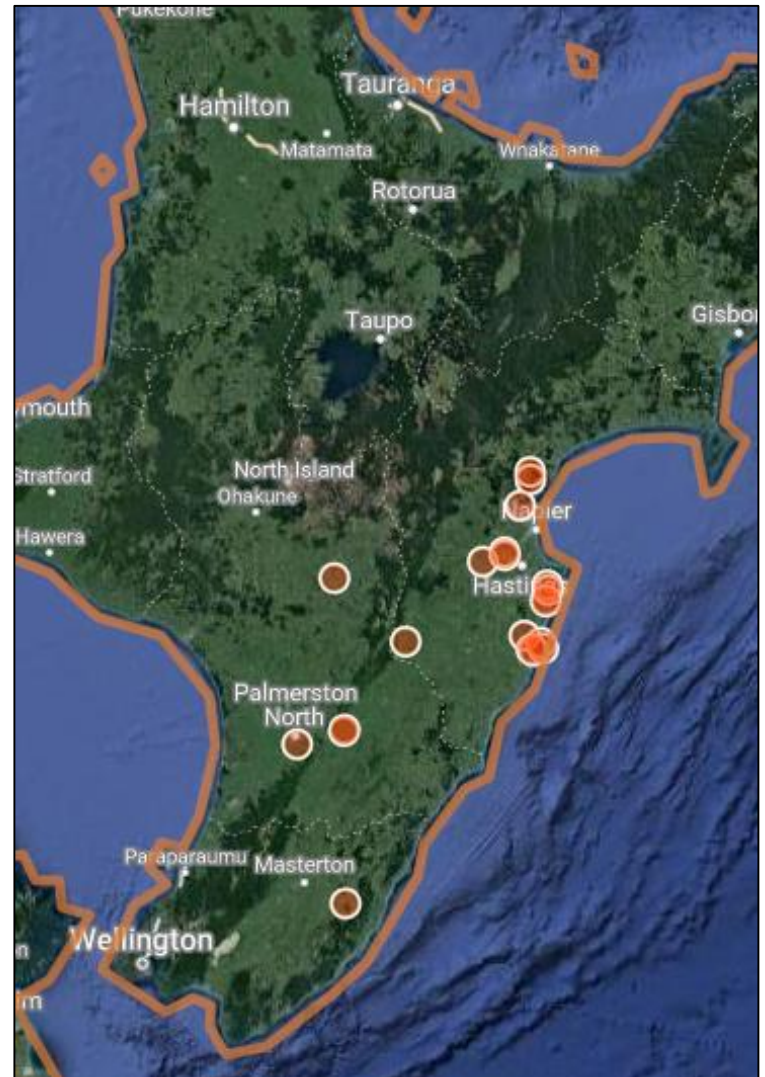 Pukekohe
Tauranga
Hamilton
Matamata
Whakatane
Rotorua
Gisbor
Taupo
ymouth
Stratford
North Island
Ohakune
Napier
Hawera
Hastings
Palmerston
North
Paraparaumu
Masterton
Wellington
n
m